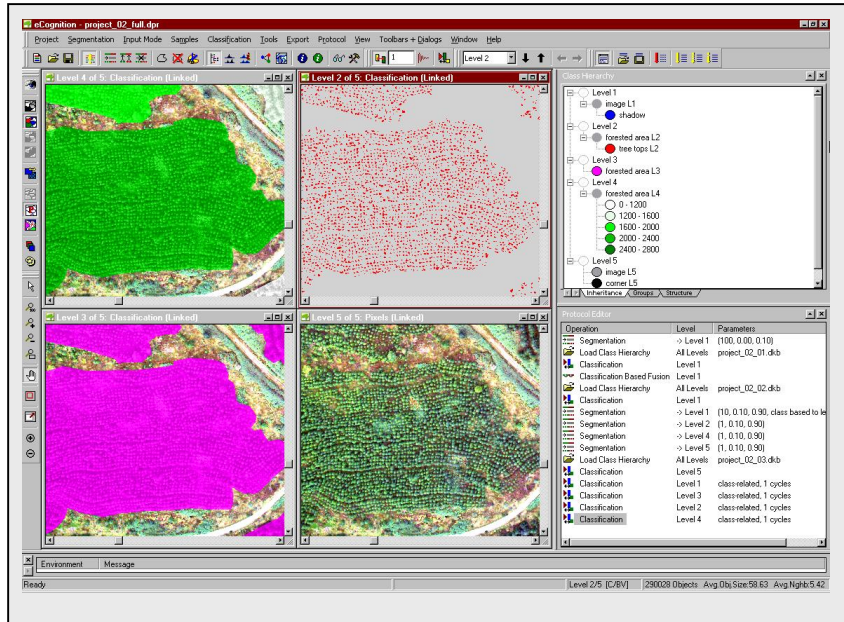 eCognition - project_02_full.dpr
Project Segmentation Input Mode Samples Classification Tools Export Protocol View Toolbars + Dialogs Window Help
1 Level 2
Level 4 of 5: Classification (Linked)
Level 2 of 5: Classification (Linked)
Class Hierarchy
Level 1
image L1
shadow
Level 2
forested area L2
tree tops L2
Level 3
forested area L3
Level 4
forested area L4
0 - 1200
1200 - 1600
1600 - 2000
2000 - 2400
2400 - 2800
Level 5
image L5
corner L5
Inheritance Groups Structure
Level 3 of 5: Classification (Linked)
Level 5 of 5: Pixels (Linked)
Protocol Editor
Operation Level Parameters
Segmentation -> Level 1 (100, 0.00, 0.10)
Load Class Hierarchy All Levels project_02_01.dkb
Classification Level 1
Classification Based Fusion Level 1
Load Class Hierarchy All Levels project_02_02.dkb
Classification Level 1
Segmentation -> Level 1 (10, 0.10, 0.90, class based to le
Segmentation -> Level 2 (1, 0.10, 0.90)
Segmentation -> Level 4 (1, 0.10, 0.90)
Segmentation -> Level 5 (1, 0.10, 0.90)
Load Class Hierarchy All Levels project_02_03.dkb
Classification Level 5
Classification Level 1 class-related, 1 cycles
Classification Level 3 class-related, 1 cycles
Classification Level 2 class-related, 1 cycles
Classification Level 4 class-related, 1 cycles
Environment Message
Ready Level 2/5 [C/BV] 290028 Objects Avg.Obj.Size:58.63 Avg.Nghb:5.42